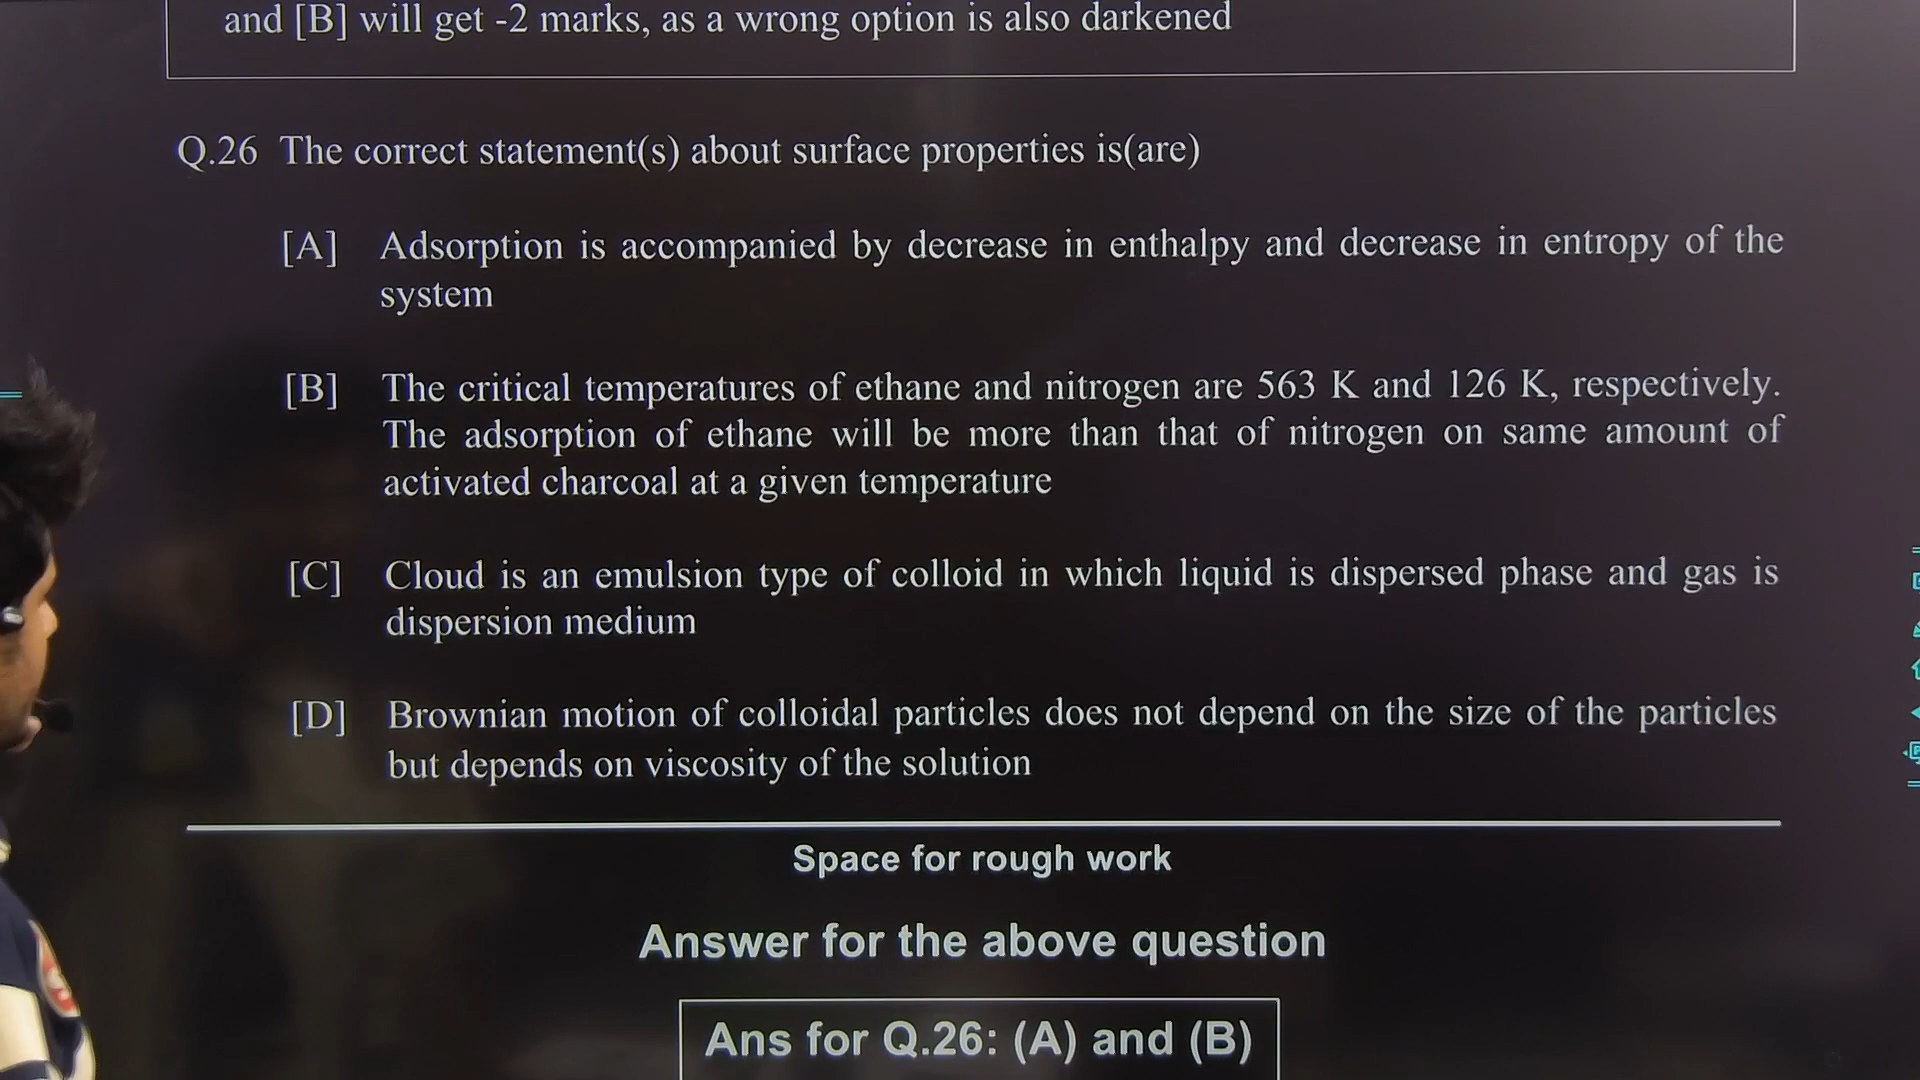 and [B] will get -2 marks, as a wrong option is also darkened
Q.26 The correct statement(s) about surface properties is(are)
[A] Adsorption is accompanied by decrease in enthalpy and decrease in entropy of the
system
[B] The critical temperatures of ethane and nitrogen are 563 K and 126 K, respectively.
The adsorption of ethane will be more than that of nitrogen on same amount of
activated charcoal at a given temperature
[C] Cloud is an emulsion type of colloid in which liquid is dispersed phase and gas is
dispersion medium
[D] Brownian motion of colloidal particles does not depend on the size of the particles
but depends on viscosity of the solution
Space for rough work
Answer for the above question
Ans for Q.26: (A) and (B)